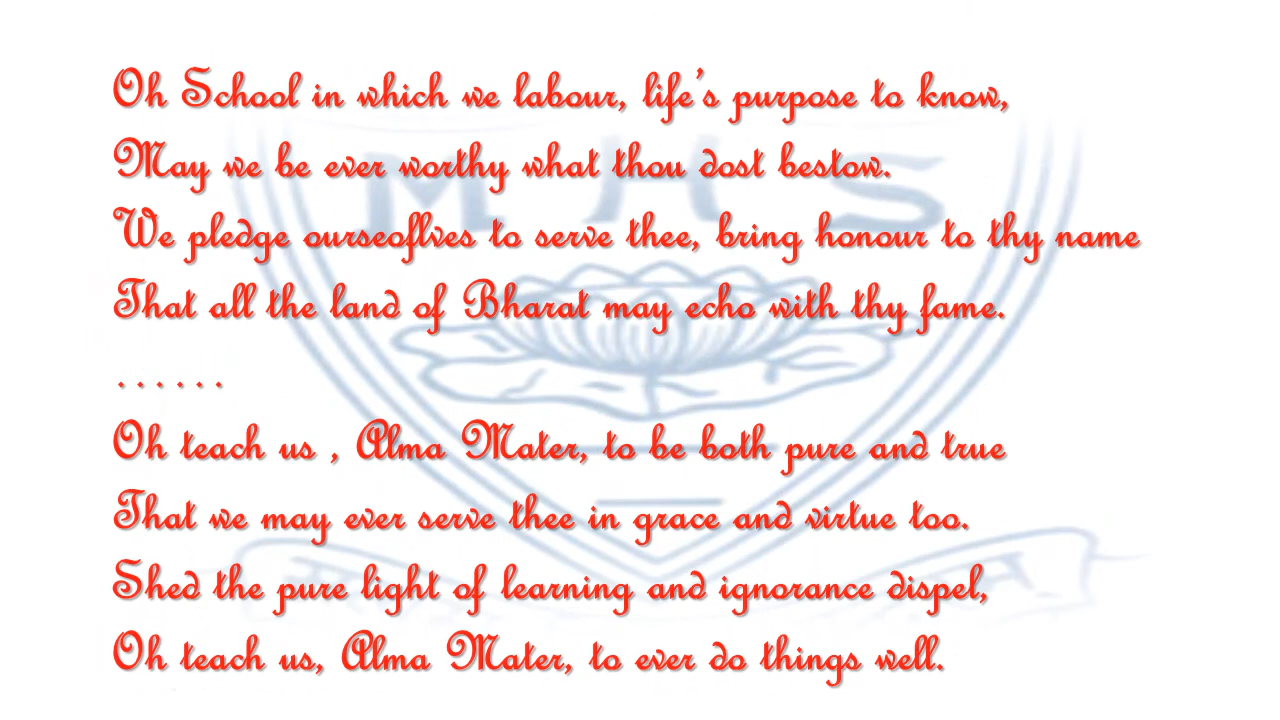 M H S
Oh School in which we labour, life's purpose to know,
May we be ever worthy what thou dost bestow.
We pledge ourseoflves to serve thee, bring honour to thy name
That all the land of Bharat may echo with thy fame.
......
Oh teach us , Alma Mater, to be both pure and true
That we may ever serve thee in grace and virtue too.
Shed the pure light of learning and ignorance dispel,
Oh teach us, Alma Mater, to ever do things well.